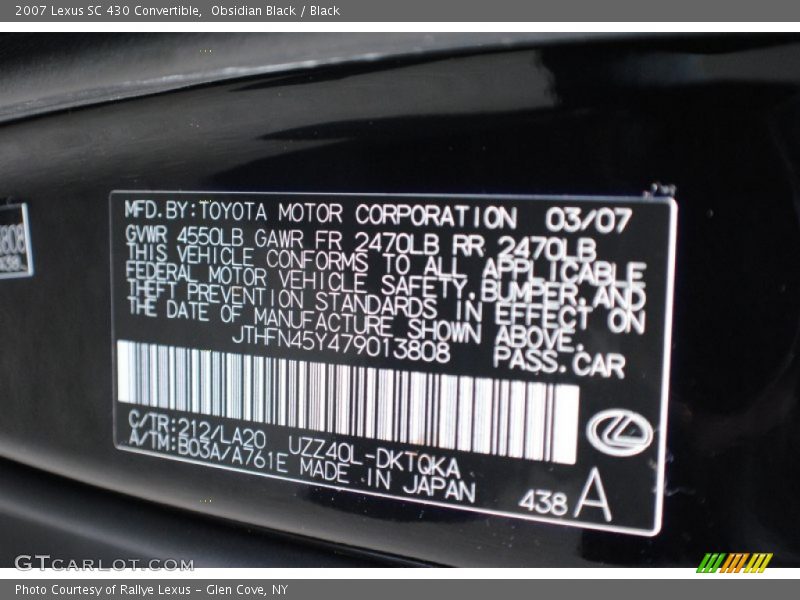 2007 Lexus SC 430 Convertible, Obsidian Black / Black
MFD.BY:TOYOTA MOTOR CORPORATION 03/07
GVWR 4550LB GAWR FR 2470LB RR 2470LB
THIS VEHICLE CONFORMS TO ALL APPLICABLE
FEDERAL MOTOR VEHICLE SAFETY,BUMPER,AND
THEFT PREVENTION STANDARDS IN EFFECT ON
THE DATE OF MANUFACTURE SHOWN ABOVE.
JTHFN45Y479013808 PASS.CAR
C/TR:212/LA20 UZZ40L-DKTQKA
A/TM:B03A/A761E MADE IN JAPAN
438 A
GTCARLOT.COM
Photo Courtesy of Rallye Lexus - Glen Cove, NY